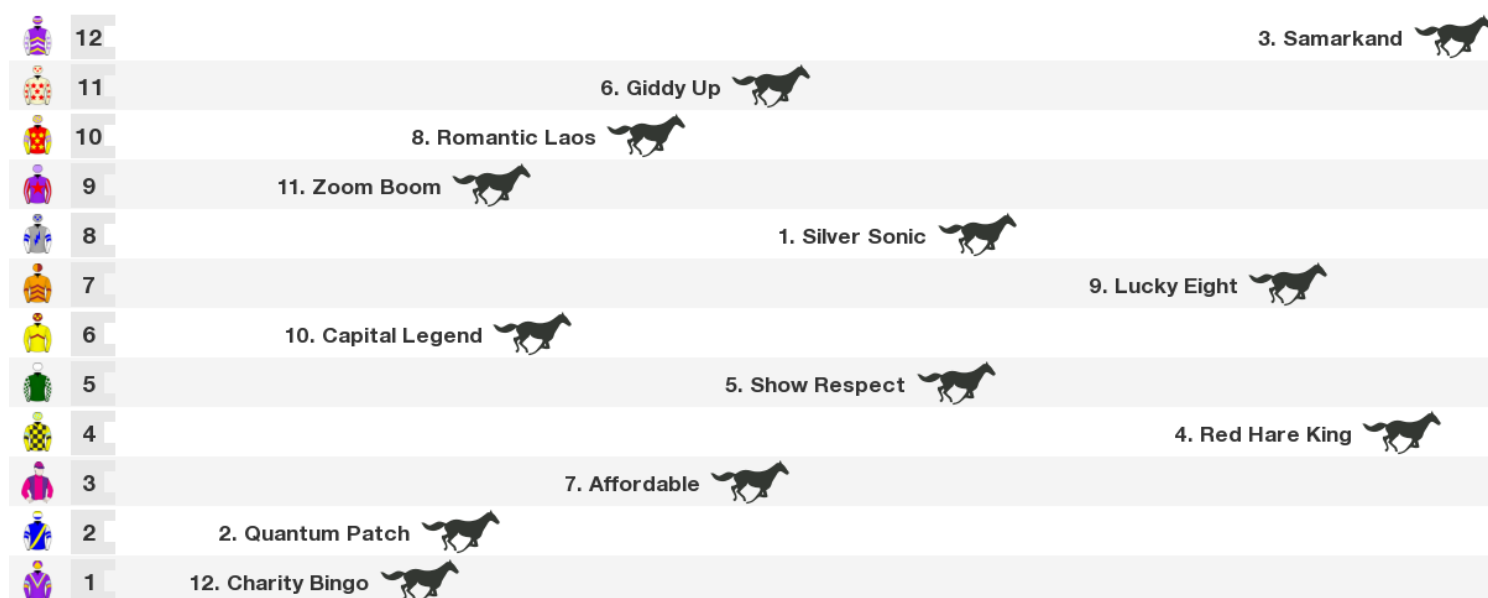 12 3. Samarkand
11 6. Giddy Up
10 8. Romantic Laos
9 11. Zoom Boom
8 1. Silver Sonic
7 9. Lucky Eight
6 10. Capital Legend
5 5. Show Respect
4 4. Red Hare King
3 7. Affordable
2 2. Quantum Patch
1 12. Charity Bingo